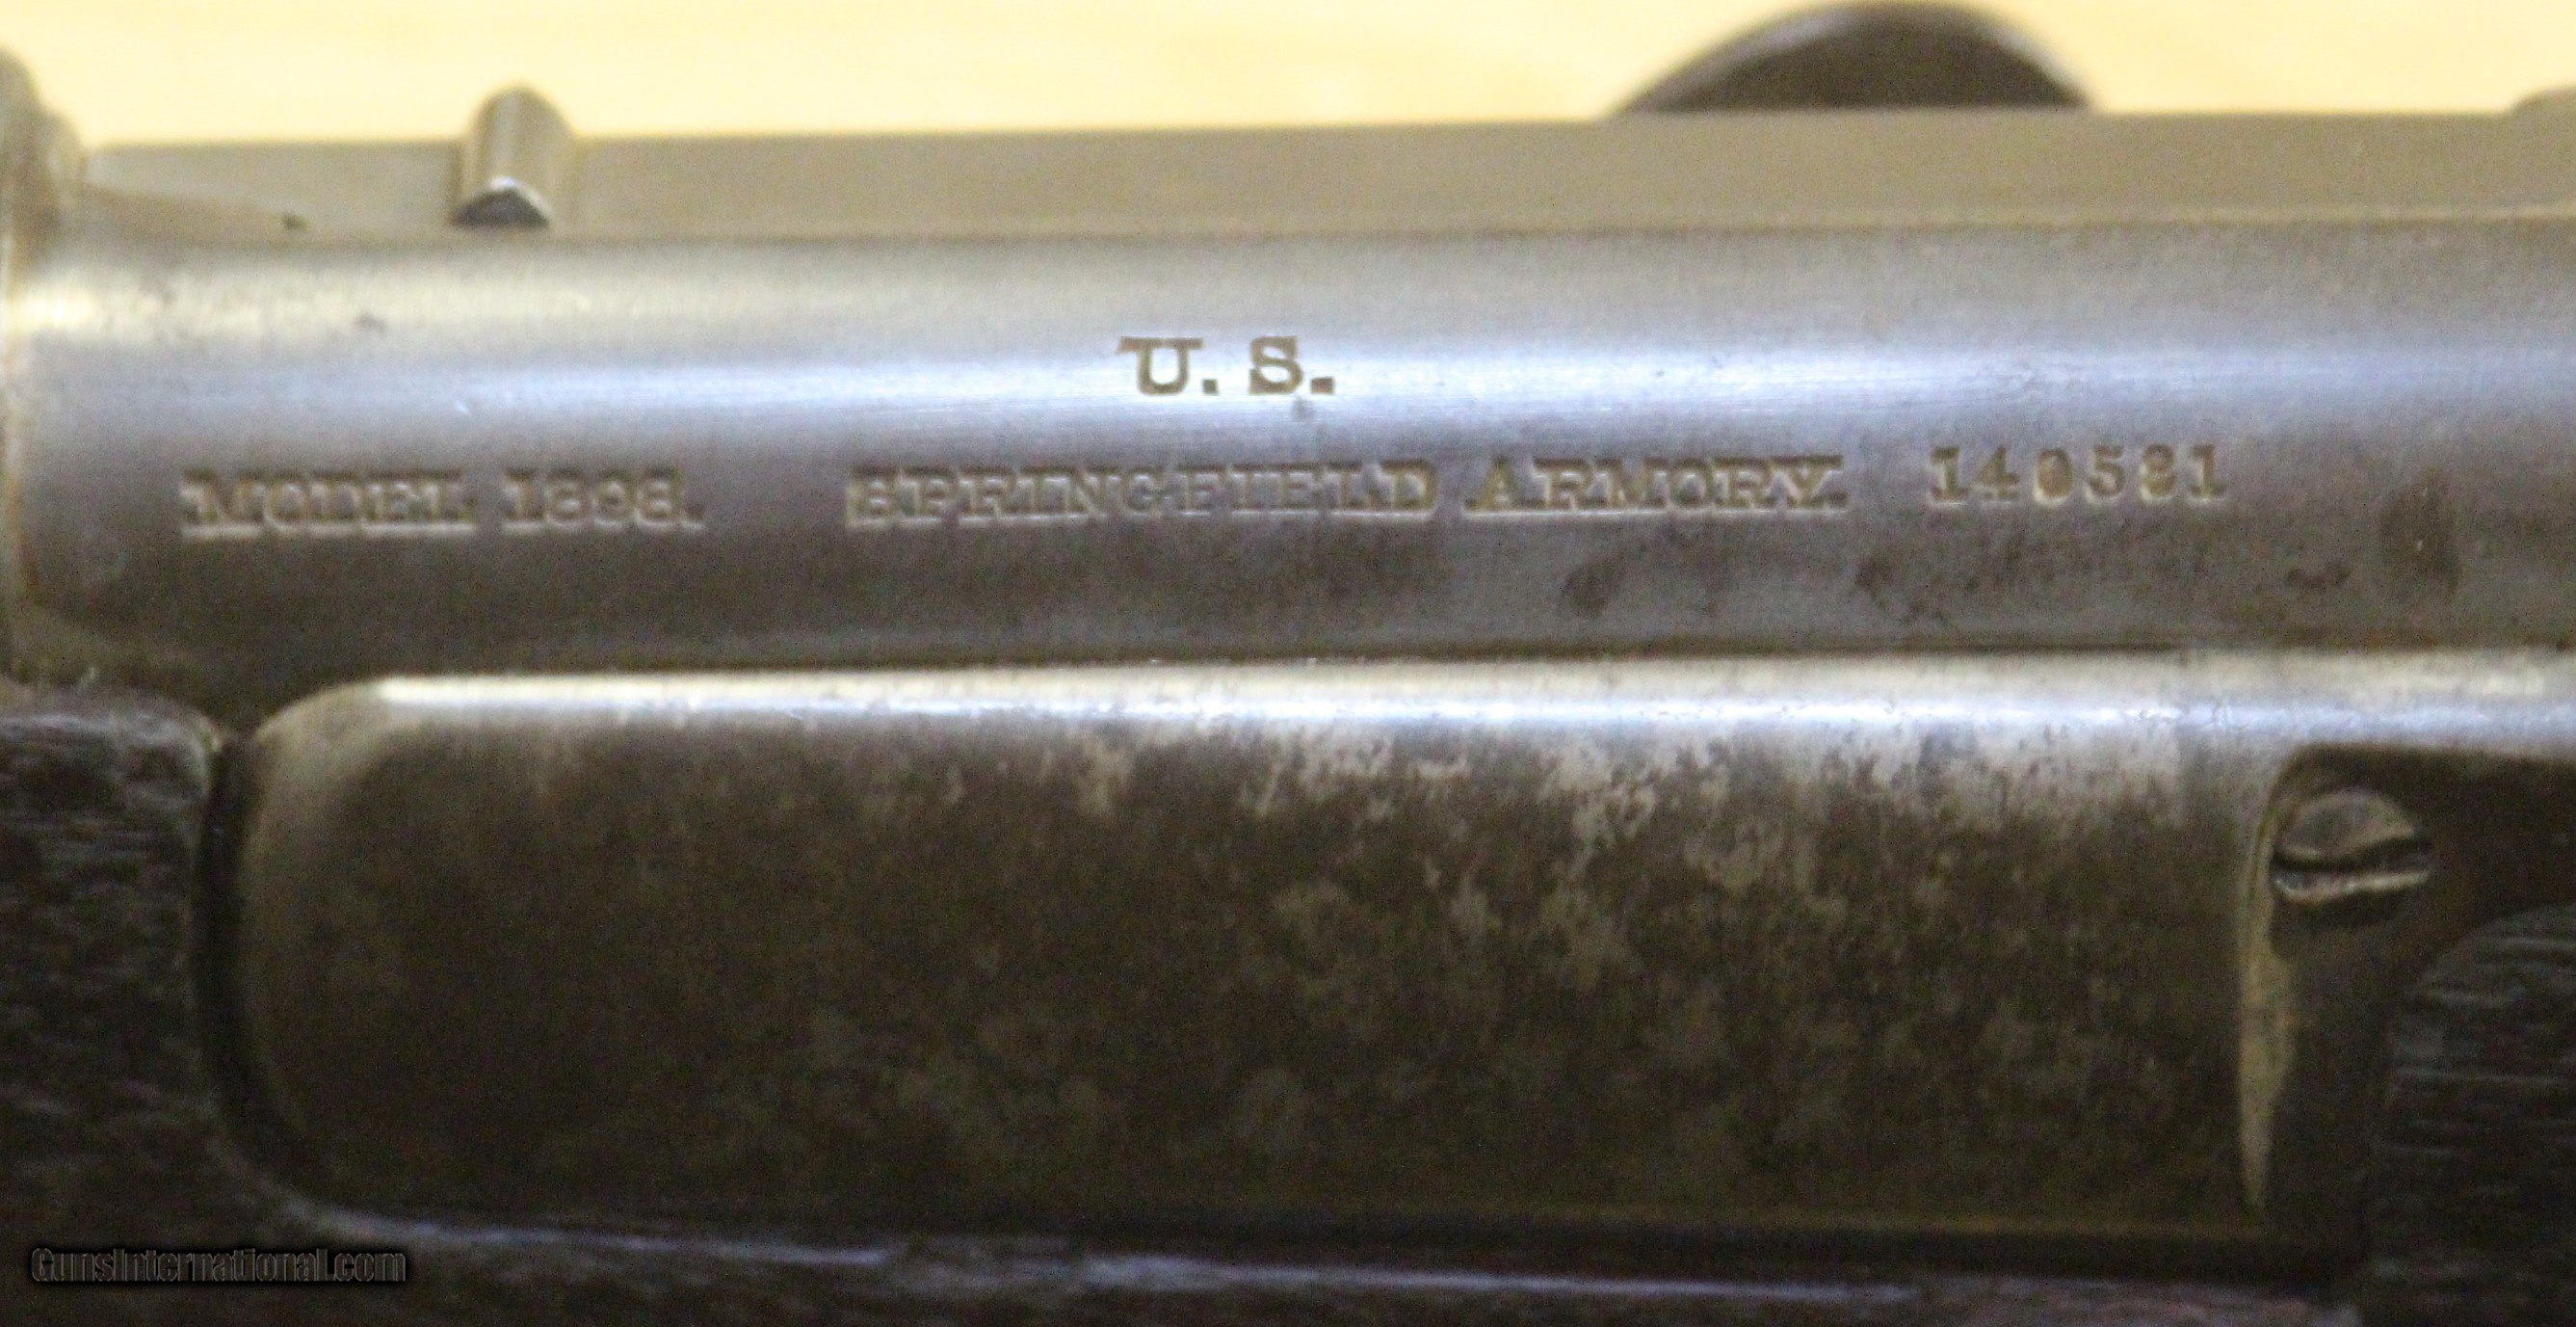 U. S.
MODEL 1898. SPRINGFIELD ARMORY. 140581
GunsInternational.com